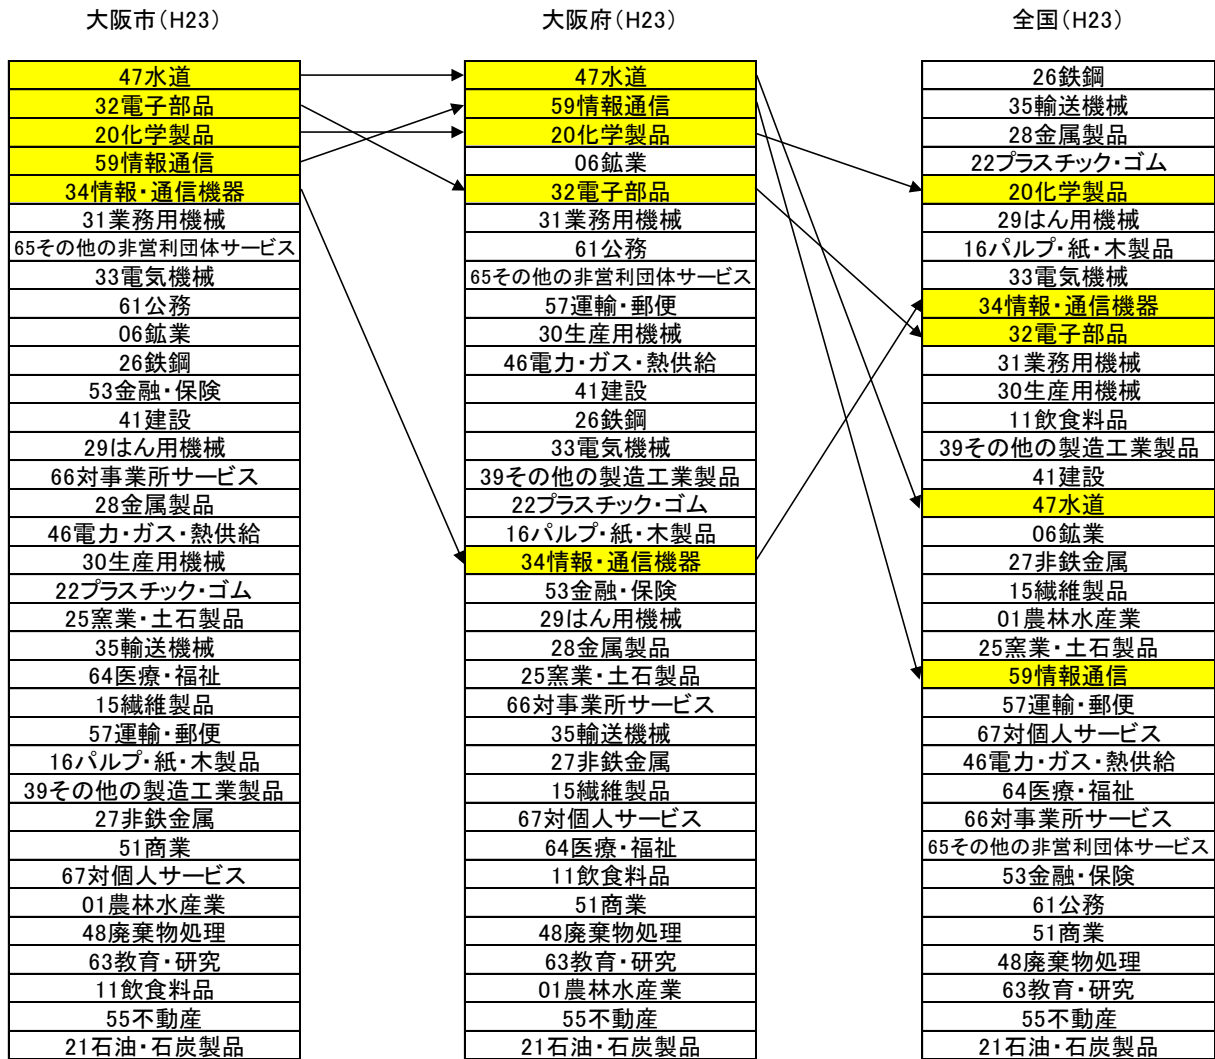 大阪市(H23)
47水道
32電子部品
20化学製品
59情報通信
34情報・通信機器
31業務用機械
65その他の非営利団体サービス
33電気機械
61公務
06鉱業
26鉄鋼
53金融・保険
41建設
29はん用機械
66対事業所サービス
28金属製品
46電力・ガス・熱供給
30生産用機械
22プラスチック・ゴム
25窯業・土石製品
35輸送機械
64医療・福祉
15繊維製品
57運輸・郵便
16パルプ・紙・木製品
39その他の製造工業製品
27非鉄金属
51商業
67対個人サービス
01農林水産業
48廃棄物処理
63教育・研究
11飲食料品
55不動産
21石油・石炭製品
大阪府(H23)
47水道
59情報通信
20化学製品
06鉱業
32電子部品
31業務用機械
61公務
65その他の非営利団体サービス
57運輸・郵便
30生産用機械
46電力・ガス・熱供給
41建設
26鉄鋼
33電気機械
39その他の製造工業製品
22プラスチック・ゴム
16パルプ・紙・木製品
34情報・通信機器
53金融・保険
29はん用機械
28金属製品
25窯業・土石製品
66対事業所サービス
35輸送機械
27非鉄金属
15繊維製品
67対個人サービス
64医療・福祉
11飲食料品
51商業
48廃棄物処理
63教育・研究
01農林水産業
55不動産
21石油・石炭製品
全国(H23)
26鉄鋼
35輸送機械
28金属製品
22プラスチック・ゴム
20化学製品
29はん用機械
16パルプ・紙・木製品
33電気機械
34情報・通信機器
32電子部品
31業務用機械
30生産用機械
11飲食料品
39その他の製造工業製品
41建設
47水道
06鉱業
27非鉄金属
15繊維製品
01農林水産業
25窯業・土石製品
59情報通信
57運輸・郵便
67対個人サービス
46電力・ガス・熱供給
64医療・福祉
66対事業所サービス
65その他の非営利団体サービス
53金融・保険
61公務
51商業
48廃棄物処理
63教育・研究
55不動産
21石油・石炭製品